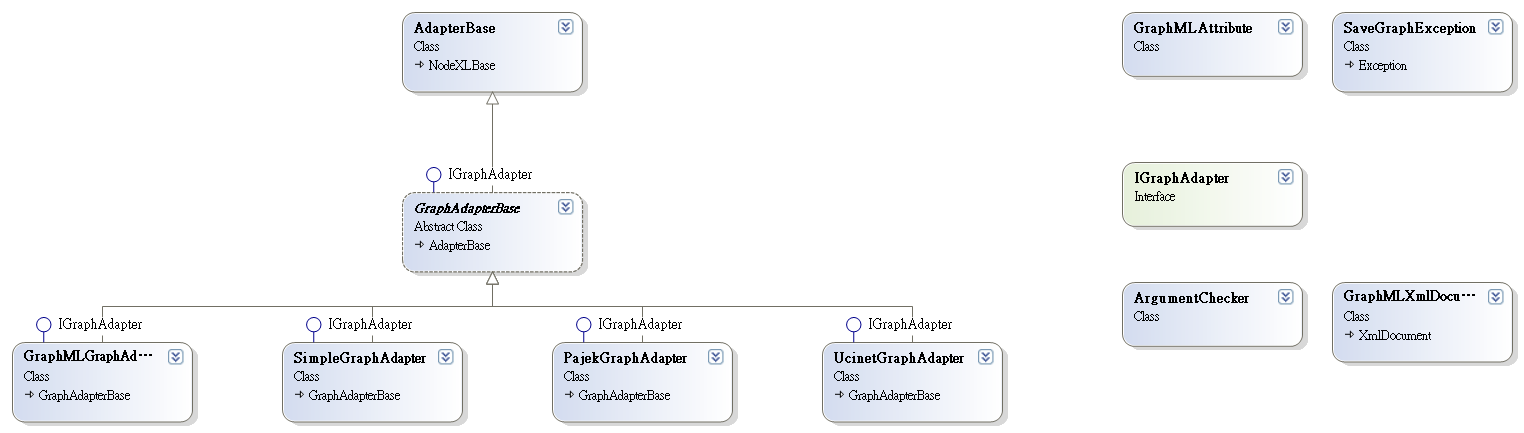 AdapterBase
Class
NodeXLBase
IGraphAdapter
GraphAdapterBase
Abstract Class
AdapterBase
IGraphAdapter
GraphMLGraphAd···
Class
GraphAdapterBase
IGraphAdapter
SimpleGraphAdapter
Class
GraphAdapterBase
IGraphAdapter
PajekGraphAdapter
Class
GraphAdapterBase
IGraphAdapter
UcinetGraphAdapter
Class
GraphAdapterBase
GraphMLAttribute
Class
SaveGraphException
Class
Exception
IGraphAdapter
Interface
ArgumentChecker
Class
GraphMLXmlDocu···
Class
XmlDocument